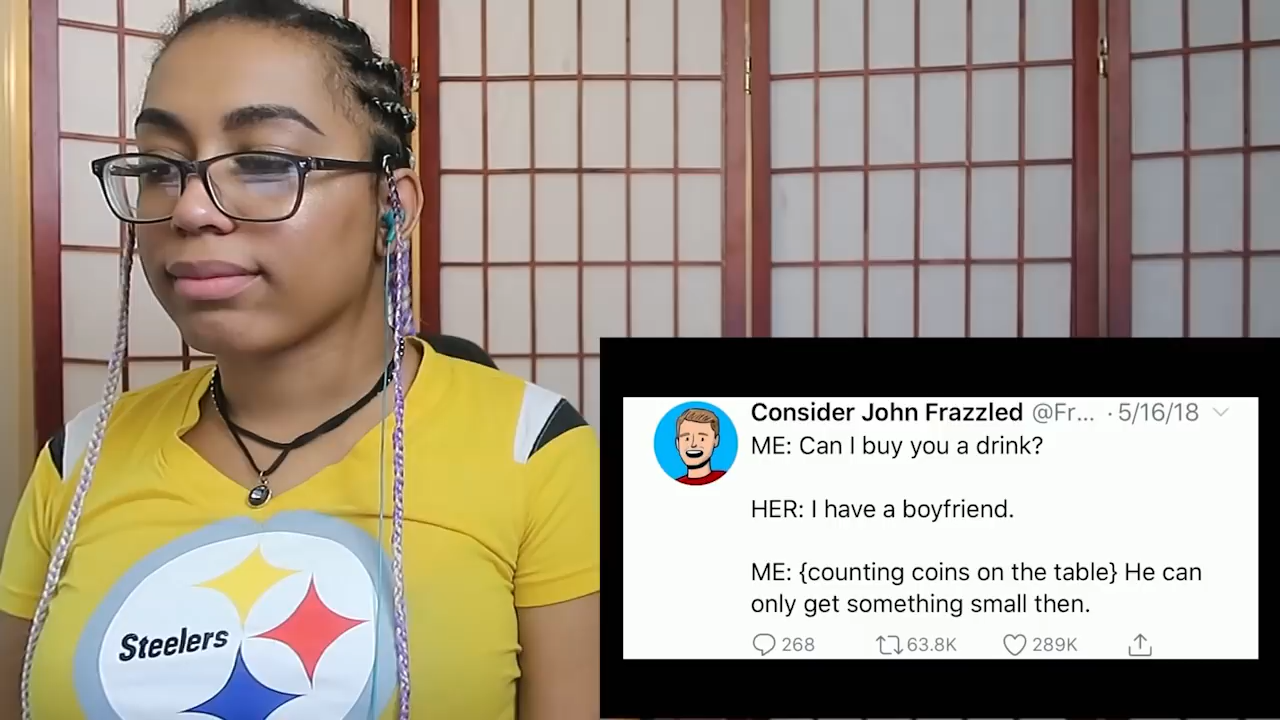 Steelers
Consider John Frazzled @Fr... · 5/16/18
ME: Can I buy you a drink?
HER: I have a boyfriend.
ME: {counting coins on the table} He can
only get something small then.
268 63.8K 289K